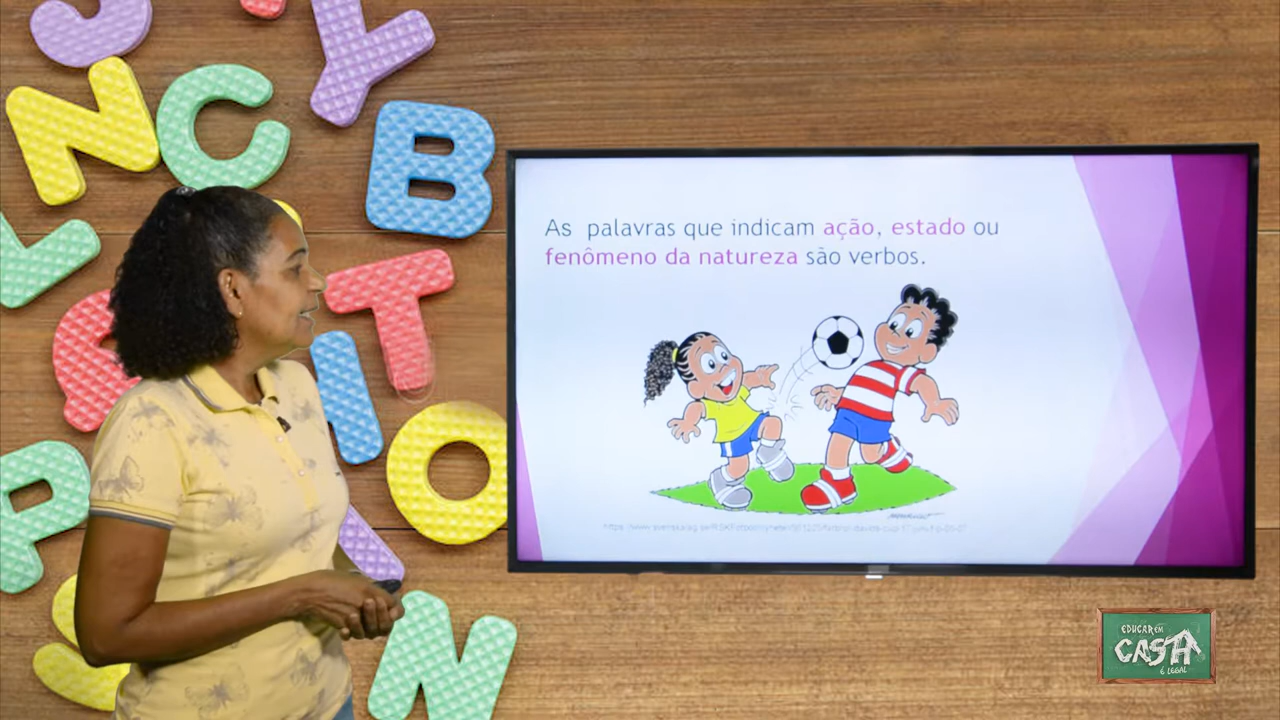 As palavras que indicam ação, estado ou
fenômeno da natureza são verbos.
EDUCAR EM
CASA
É LEGAL
J
Y
N
C
B
L
T
I
O
P
N